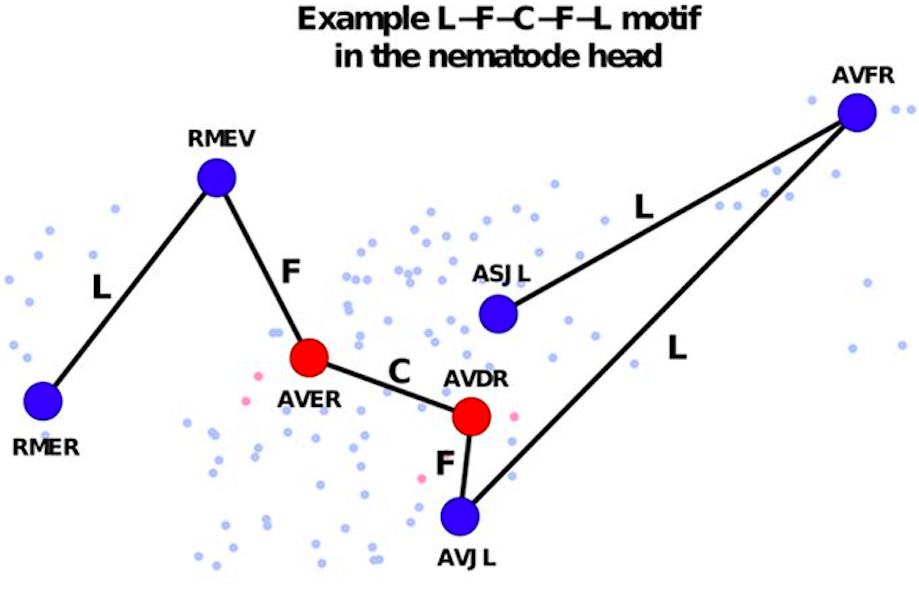 Example L–F–C–F–L motif
in the nematode head
AVFR
RMEV
L
ASJL
F
L
L
C
AVDR
AVER
RMER
F
AVJL